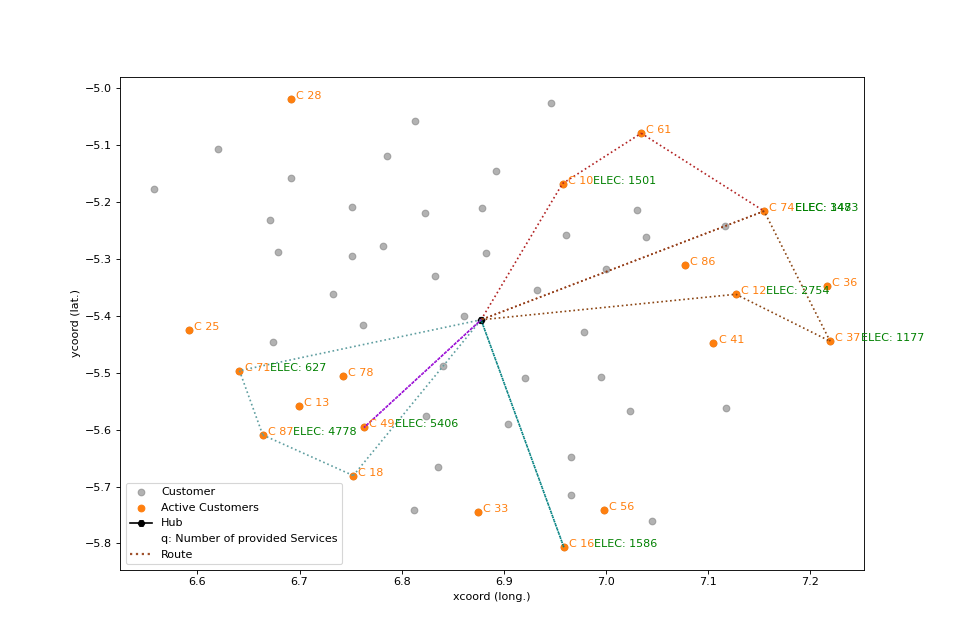 C 28
C 61
C 10 ELEC: 1501
C 74 ELEC:
C 86
C 12 ELEC: 2754
C 36
C 25
C 37 ELEC: 1177
C 41
C 71 ELEC: 627
C 78
C 13
C 49 ELEC: 5406
C 87 ELEC: 4778
C 18
C 33
C 56
C 16 ELEC: 1586
−5.0
−5.1
−5.2
−5.3
−5.4
−5.5
−5.6
−5.7
−5.8
ycoord (lat.)
Customer
Active Customers
Hub
q: Number of provided Services
Route
6.6 6.7 6.8 6.9 7.0 7.1 7.2
xcoord (long.)